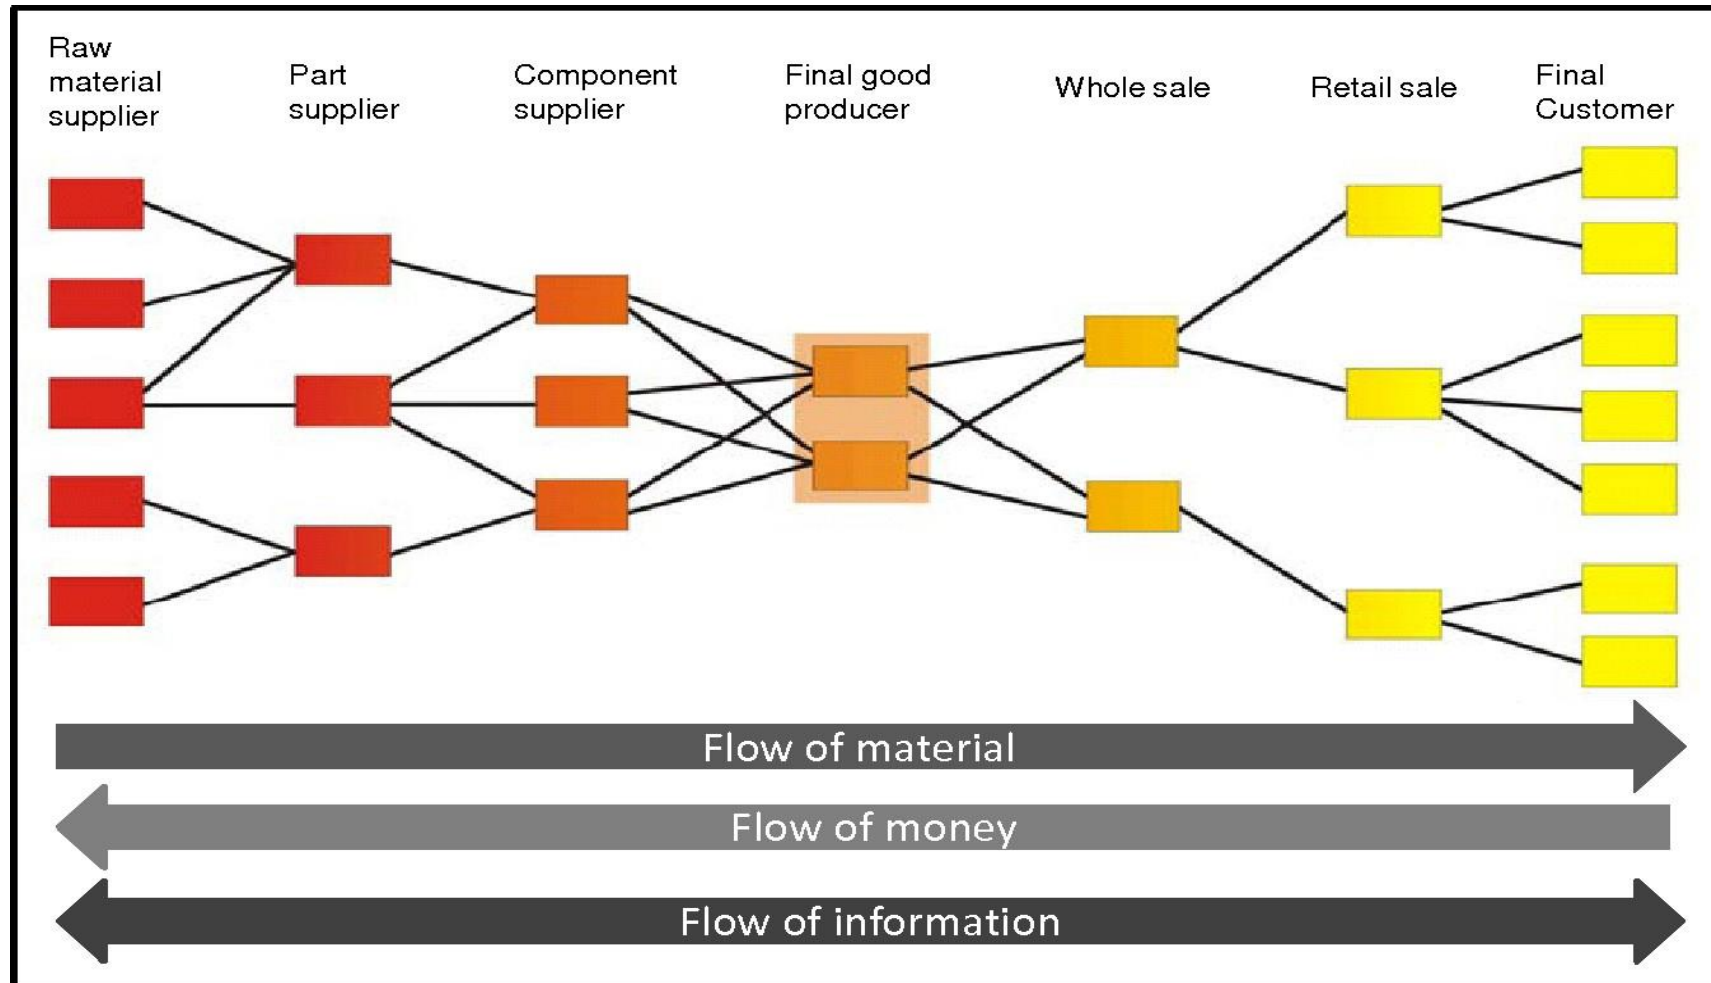 Raw
material
supplier
Part
supplier
Component
supplier
Final good
producer
Whole sale
Retail sale
Final
Customer
Flow of material
Flow of money
Flow of information